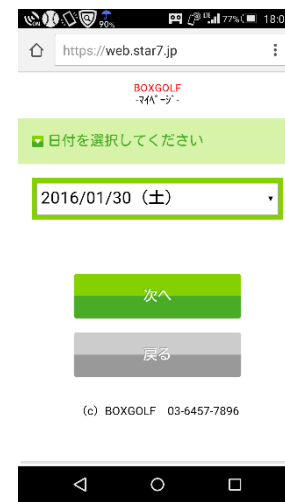 90%
77%
18:0
https://web.star7.jp
BOXGOLF
-ﾏｲﾍﾟｰｼﾞ-
日付を選択してください
2016/01/30（土）
次へ
戻る
(c) BOXGOLF 03-6457-7896